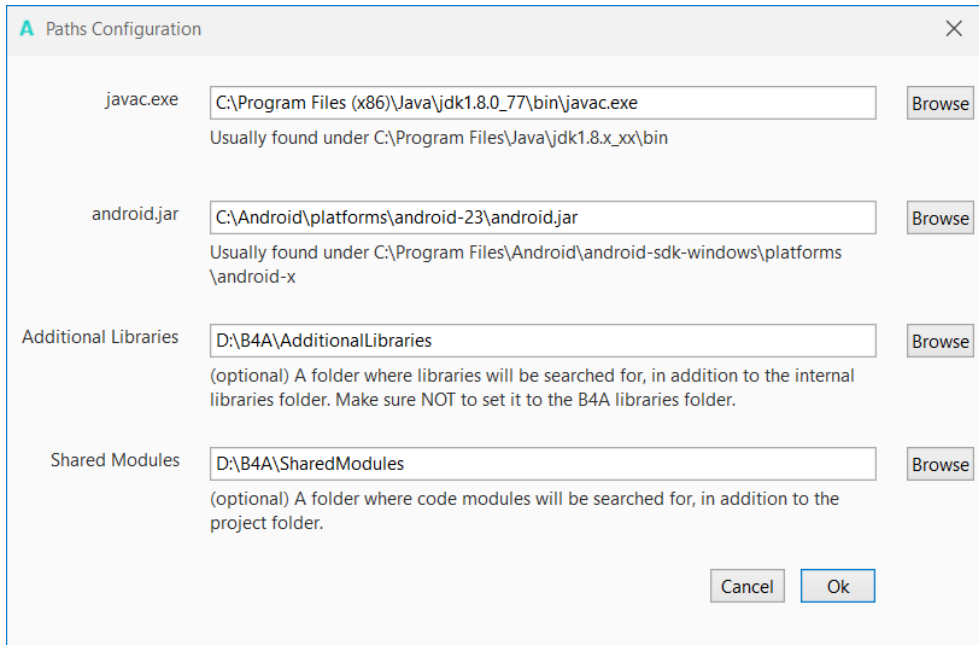 A Paths Configuration
javac.exe
C:\Program Files (x86)\Java\jdk1.8.0_77\bin\javac.exe
Browse
Usually found under C:\Program Files\Java\jdk1.8.x_xx\bin
android.jar
C:\Android\platforms\android-23\android.jar
Browse
Usually found under C:\Program Files\Android\android-sdk-windows\platforms
\android-x
Additional Libraries
D:\B4A\AdditionalLibraries
Browse
(optional) A folder where libraries will be searched for, in addition to the internal
libraries folder. Make sure NOT to set it to the B4A libraries folder.
Shared Modules
D:\B4A\SharedModules
Browse
(optional) A folder where code modules will be searched for, in addition to the
project folder.
Cancel
Ok